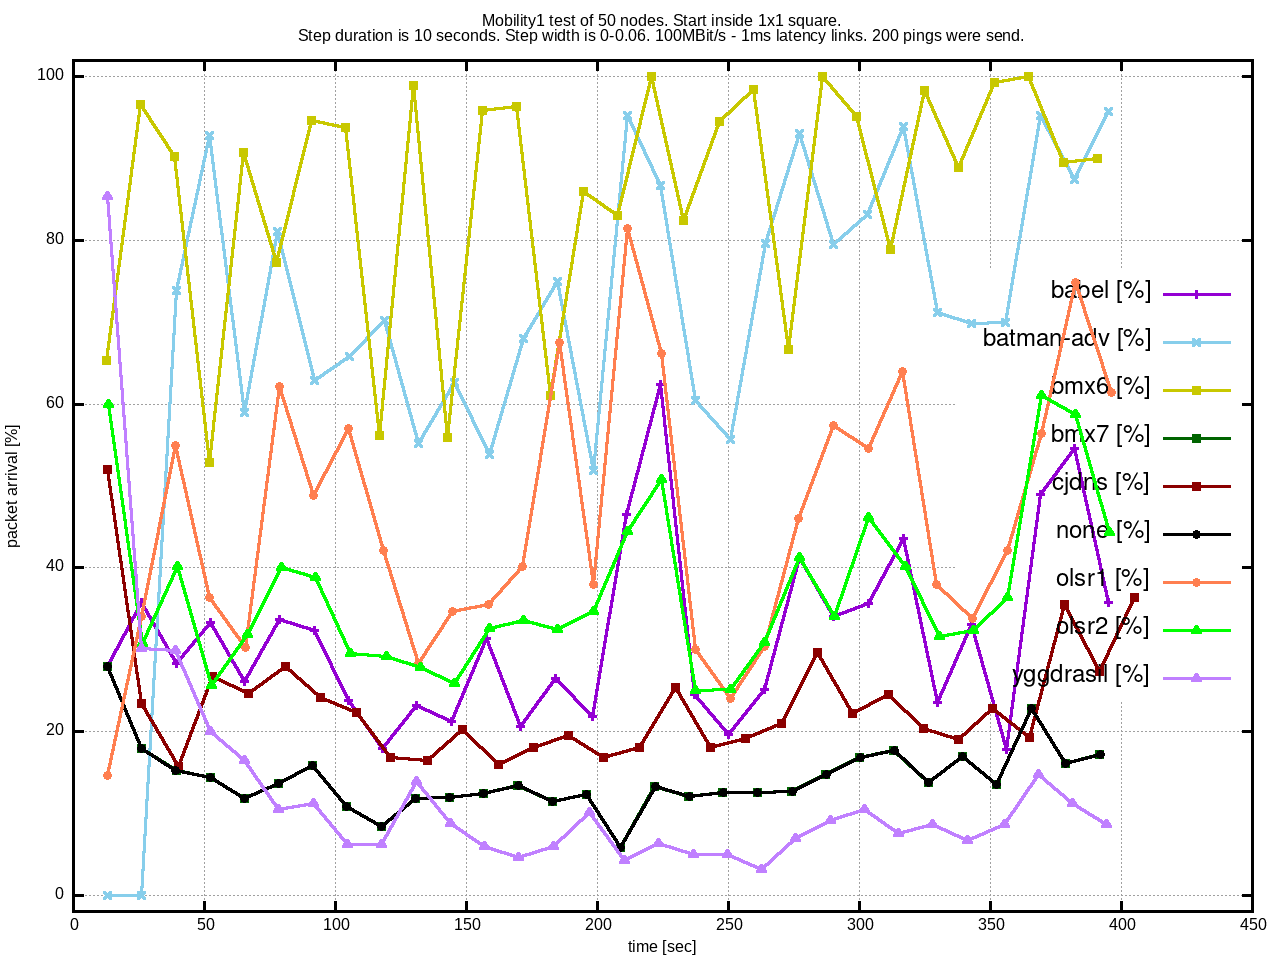 Mobility1 test of 50 nodes. Start inside 1x1 square.
Step duration is 10 seconds. Step width is 0-0.06. 100MBit/s - 1ms latency links. 200 pings were send.
packet arrival [%]
100
80
60
40
20
0
babel [%]
batman-adv [%]
bmx6 [%]
bmx7 [%]
cjdns [%]
none [%]
olsr1 [%]
olsr2 [%]
yggdrasil [%]
0 50 100 150 200 250 300 350 400 450
time [sec]